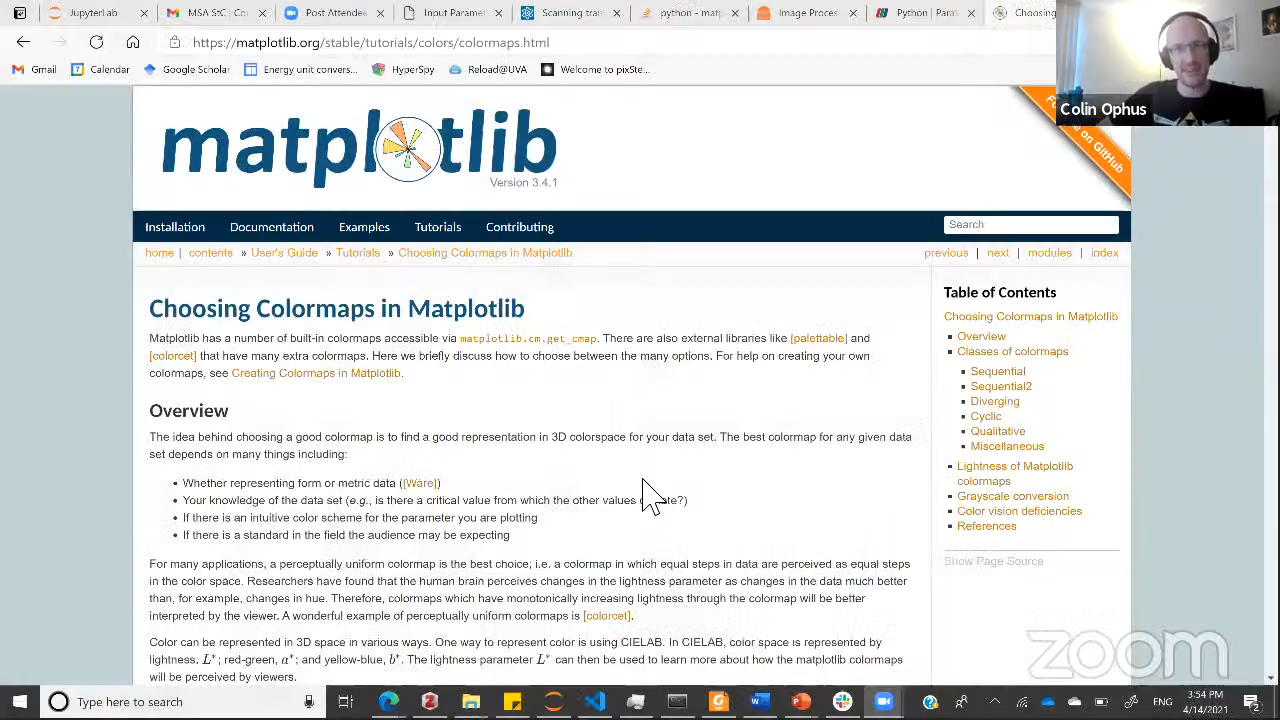 JupyterLab
MSA SCM
Post Attendee
Image Proces
Python | Pan
Choosing
https://matplotlib.org/stable/tutorials/colors/colormaps.html
Gmail
Calendar
Google Scholar
Energy unit convers...
HyperSpy
Reload@UVA
Welcome to pixSte...
Colin Ophus
matplotlib
Version 3.4.1
on GitHub
Installation
Documentation
Examples
Tutorials
Contributing
Search
home | contents » User's Guide » Tutorials » Choosing Colormaps in Matplotlib
previous | next | modules | index
Choosing Colormaps in Matplotlib
Matplotlib has a number of built-in colormaps accessible via matplotlib.cm.get_cmap. There are also external libraries like [palettable] and
[colorcet] that have many extra colormaps. Here we briefly discuss how to choose between the many options. For help on creating your own
colormaps, see Creating Colormaps in Matplotlib.
Overview
The idea behind choosing a good colormap is to find a good representation in 3D colorspace for your data set. The best colormap for any given data
set depends on many things including:
Whether representing form or metric data ([Ware])
Your knowledge of the data set (e.g., is there a critical value from which the other values
If there is an intuitive color scheme for the parameter you are plotting
If there is a standard in the field the audience may be expecting
For many applications, a perceptually uniform colormap is the best choice; i.e. a colormap in which equal steps in data are perceived as equal steps
in the color space. Researchers have found that the human brain perceives changes in the lightness parameter as changes in the data much better
than, for example, changes in hue. Therefore, colormaps which have monotonically increasing lightness through the colormap will be better
interpreted by the viewer. A wonderful example of perceptually uniform colormaps is [colorcet].
Color can be represented in 3D space in various ways. One way to represent color is using CIELAB. In CIELAB, color space is represented by
lightness, L*; red-green, a*; and yellow-blue, b*. The lightness parameter L* can then be used to learn more about how the matplotlib colormaps
will be perceived by viewers.
Table of Contents
Choosing Colormaps in Matplotlib
Overview
Classes of colormaps
Sequential
Sequential2
Diverging
Cyclic
Qualitative
Miscellaneous
Lightness of Matplotlib
colormaps
Grayscale conversion
Color vision deficiencies
References
Show Page Source
zoom
Type here to search
ENG
3:54 PM
4/14/2021